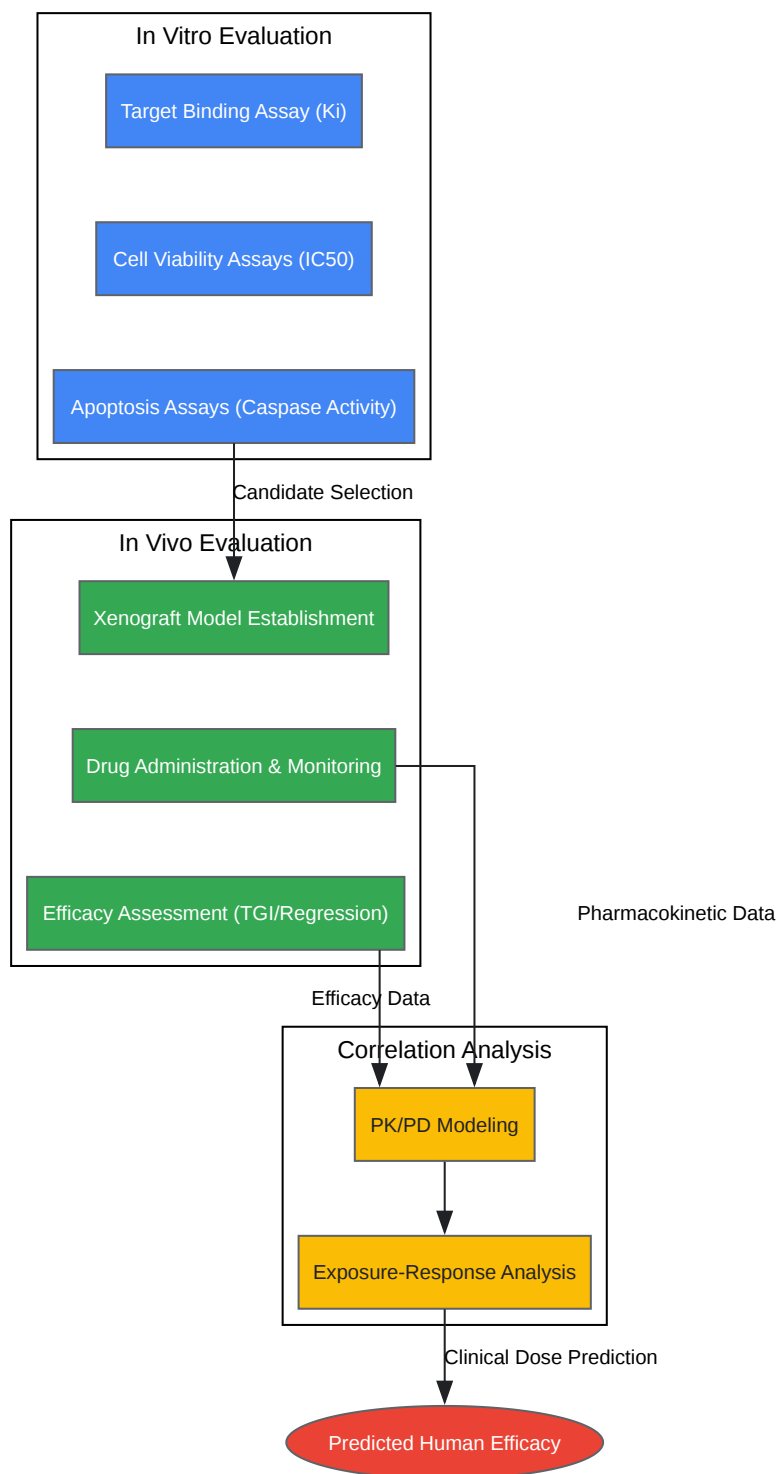 In Vitro Evaluation
Target Binding Assay (Ki)
Cell Viability Assays (IC50)
Apoptosis Assays (Caspase Activity)
Candidate Selection
In Vivo Evaluation
Xenograft Model Establishment
Drug Administration & Monitoring
Efficacy Assessment (TGI/Regression)
Pharmacokinetic Data
Efficacy Data
Correlation Analysis
PK/PD Modeling
Exposure-Response Analysis
Clinical Dose Prediction
Predicted Human Efficacy